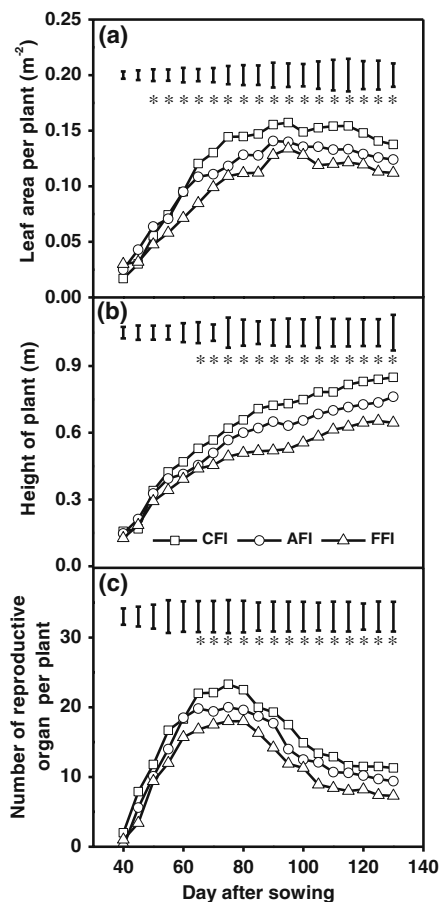 (a)
Leaf area per plant (m⁻²)
0.25
0.20
0.15
0.10
0.05
0.00
* * * * * * * * * * * * * * * * *
(b)
Height of plant (m)
0.9
0.6
0.3
0.0
* * * * * * * * * * * * * *
CFI AFI FFI
(c)
Number of reproductive
organ per plant
30
20
10
0
* * * * * * * * * * * * * *
40 60 80 100 120 140
Day after sowing